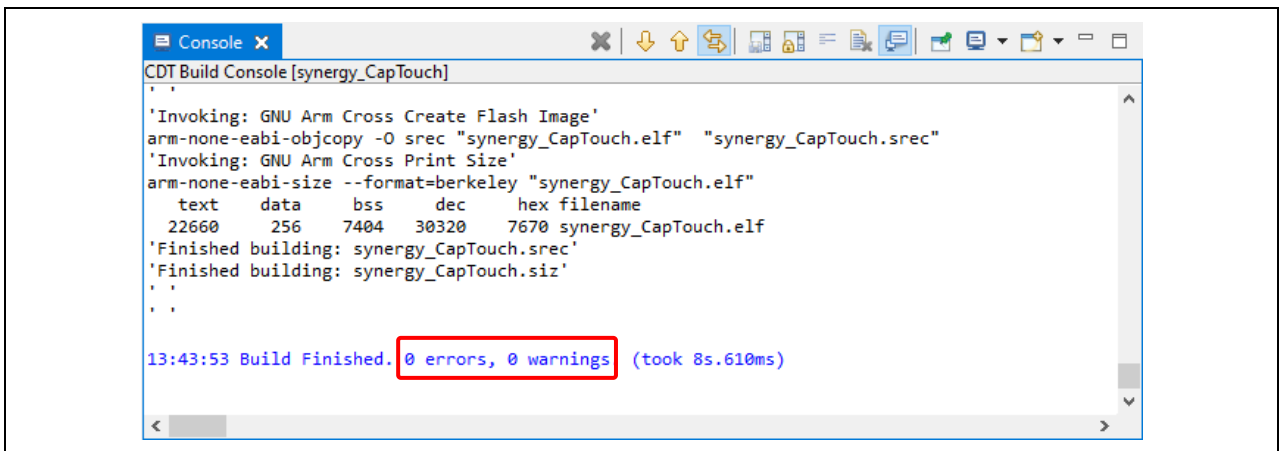 Console
CDT Build Console [synergy_CapTouch]
' '
'Invoking: GNU Arm Cross Create Flash Image'
arm-none-eabi-objcopy -O srec "synergy_CapTouch.elf"  "synergy_CapTouch.srec"
'Invoking: GNU Arm Cross Print Size'
arm-none-eabi-size --format=berkeley "synergy_CapTouch.elf"
   text    data     bss     dec     hex filename
  22660     256    7404   30320    7670 synergy_CapTouch.elf
'Finished building: synergy_CapTouch.srec'
'Finished building: synergy_CapTouch.siz'
' '
' '
13:43:53 Build Finished. 0 errors, 0 warnings. (took 8s.610ms)